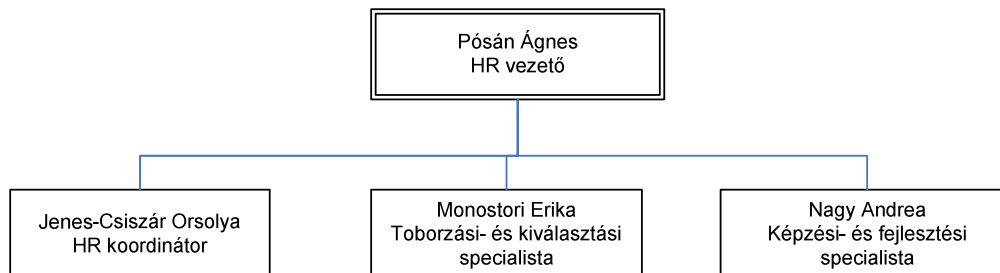 Pósán Ágnes
HR vezető
Jenes-Csiszár Orsolya
HR koordinátor
Monostori Erika
Toborzási- és kiválasztási
specialista
Nagy Andrea
Képzési- és fejlesztési
specialista